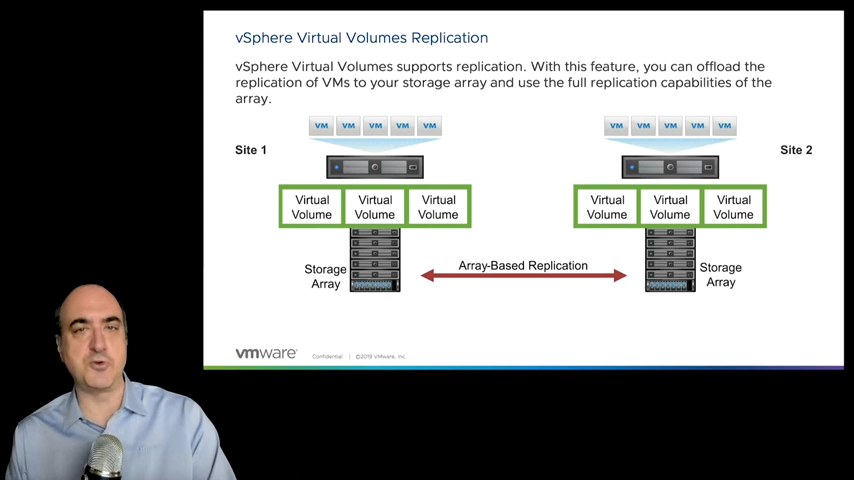 vSphere Virtual Volumes Replication
vSphere Virtual Volumes supports replication. With this feature, you can offload the
replication of VMs to your storage array and use the full replication capabilities of the
array.
VM VM VM VM VM
VM VM VM VM VM
Site 1
Site 2
Virtual Volume
Virtual Volume
Virtual Volume
Virtual Volume
Virtual Volume
Virtual Volume
Storage
Array
Array-Based Replication
Storage
Array
vmware
Confidential | ©2019 VMware, Inc.